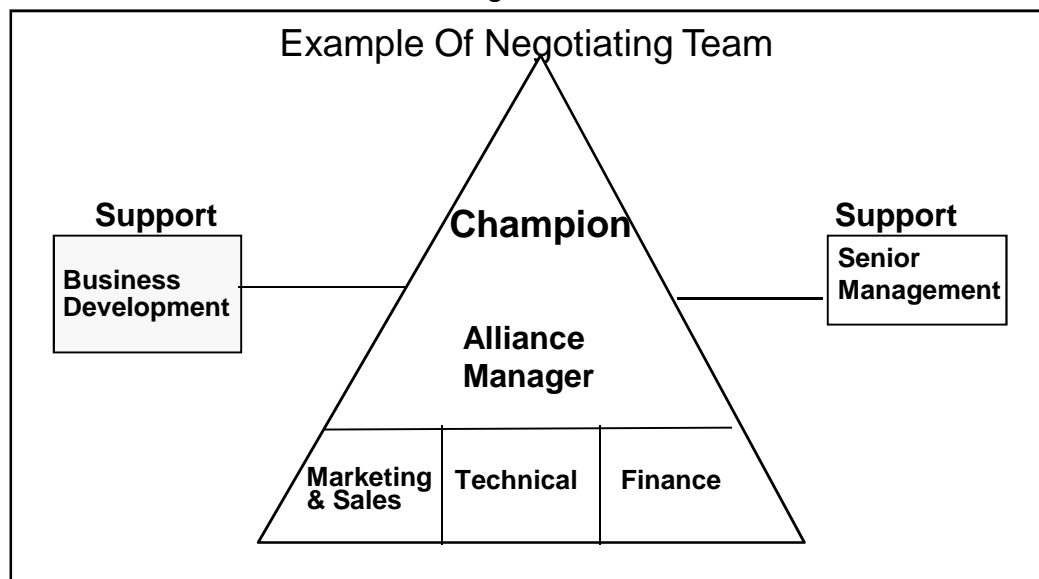 Example Of Negotiating Team
Support
Business
Development
Champion
Alliance
Manager
Support
Senior
Management
Marketing
& Sales
Technical
Finance